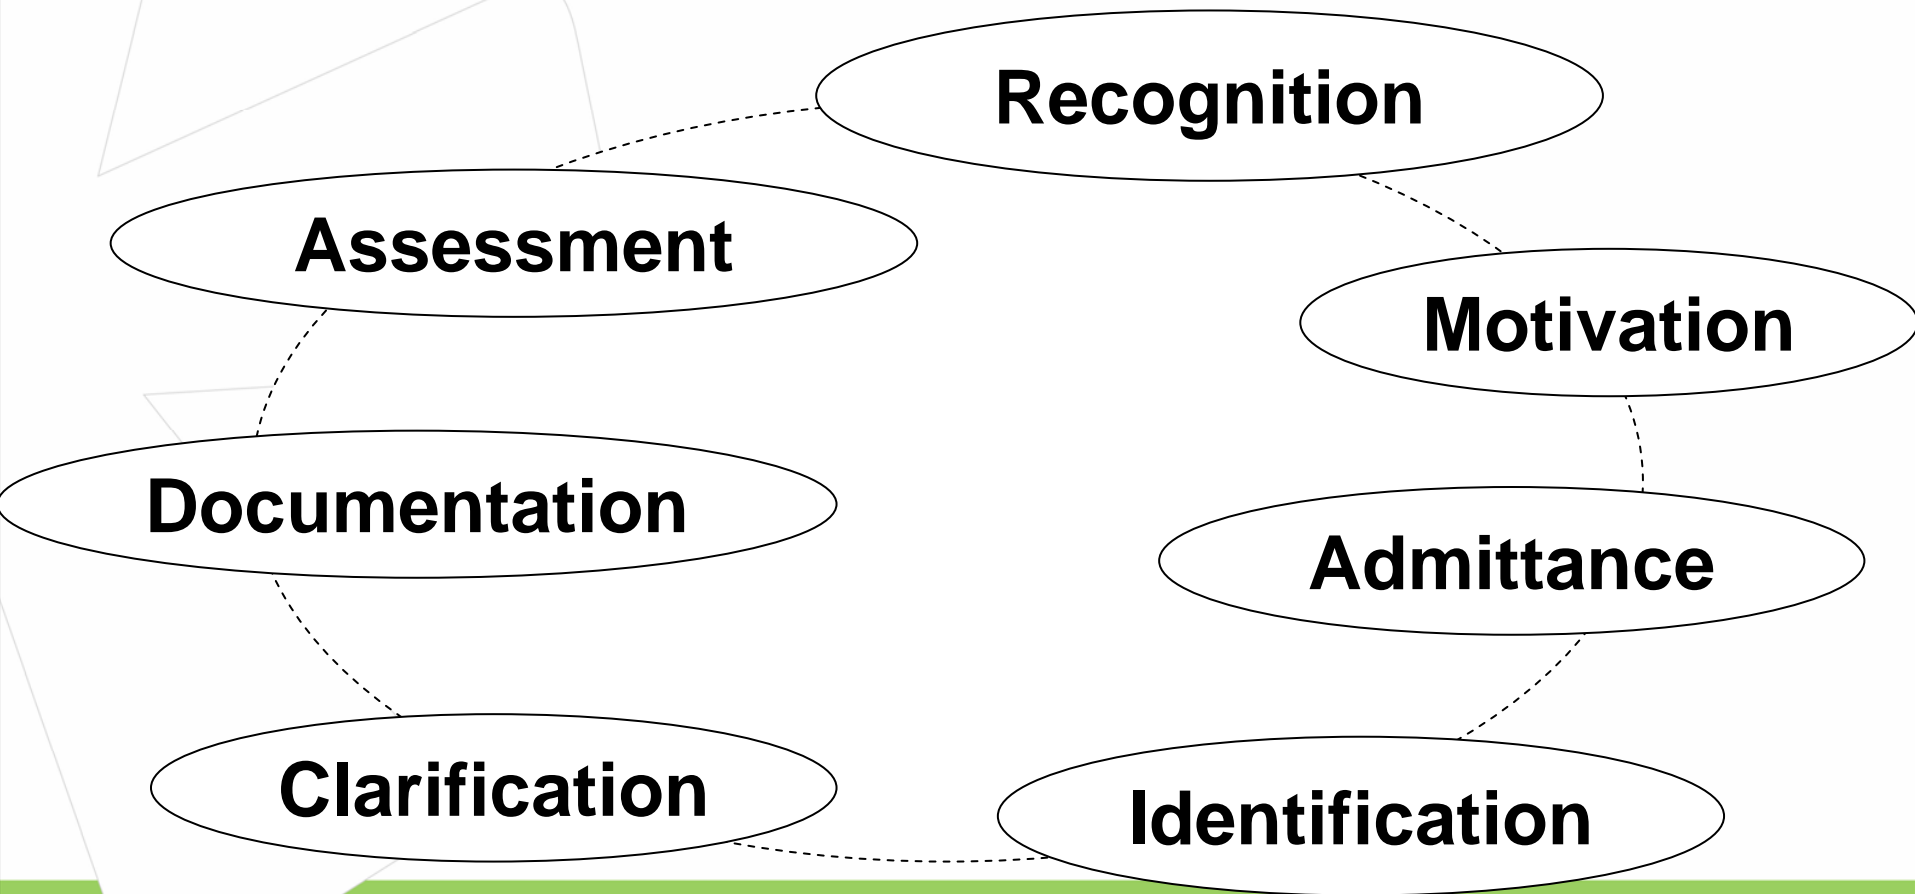 Recognition
Assessment
Motivation
Documentation
Admittance
Clarification
Identification